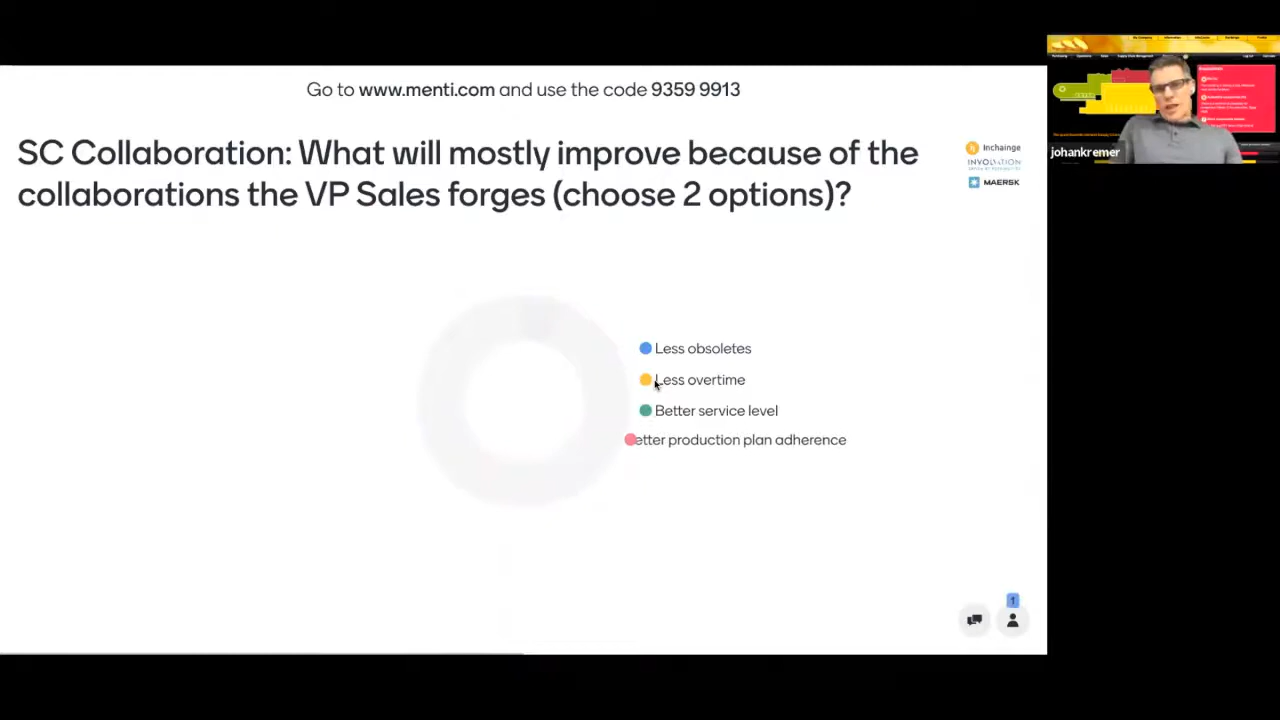 Go to www.menti.com and use the code 9359 9913
SC Collaboration: What will mostly improve because of the
collaborations the VP Sales forges (choose 2 options)?
Inchainge
INVOLVATION
MAERSK
johankremer
Less obsoletes
Less overtime
Better service level
etter production plan adherence
1